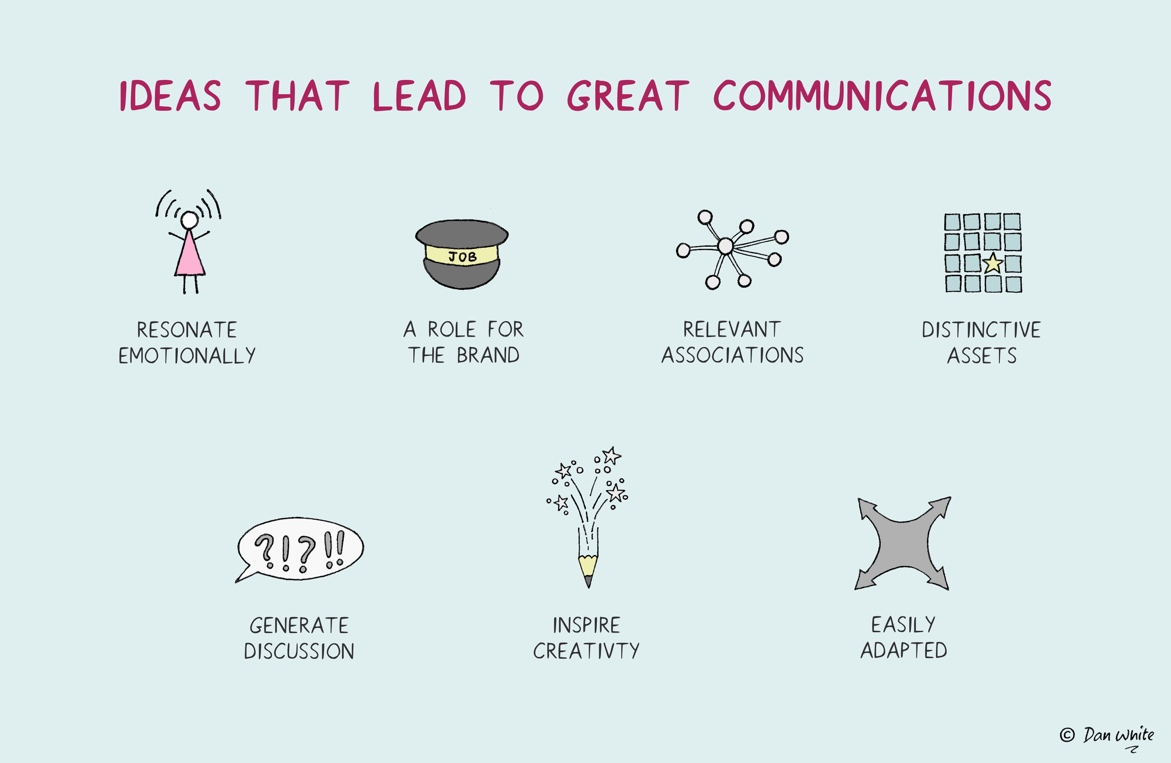 IDEAS THAT LEAD TO GREAT COMMUNICATIONS
JOB
RESONATE
EMOTIONALLY
A ROLE FOR
THE BRAND
RELEVANT
ASSOCIATIONS
DISTINCTIVE
ASSETS
?!?!!
GENERATE
DISCUSSION
INSPIRE
CREATIVTY
EASILY
ADAPTED
© Dan White